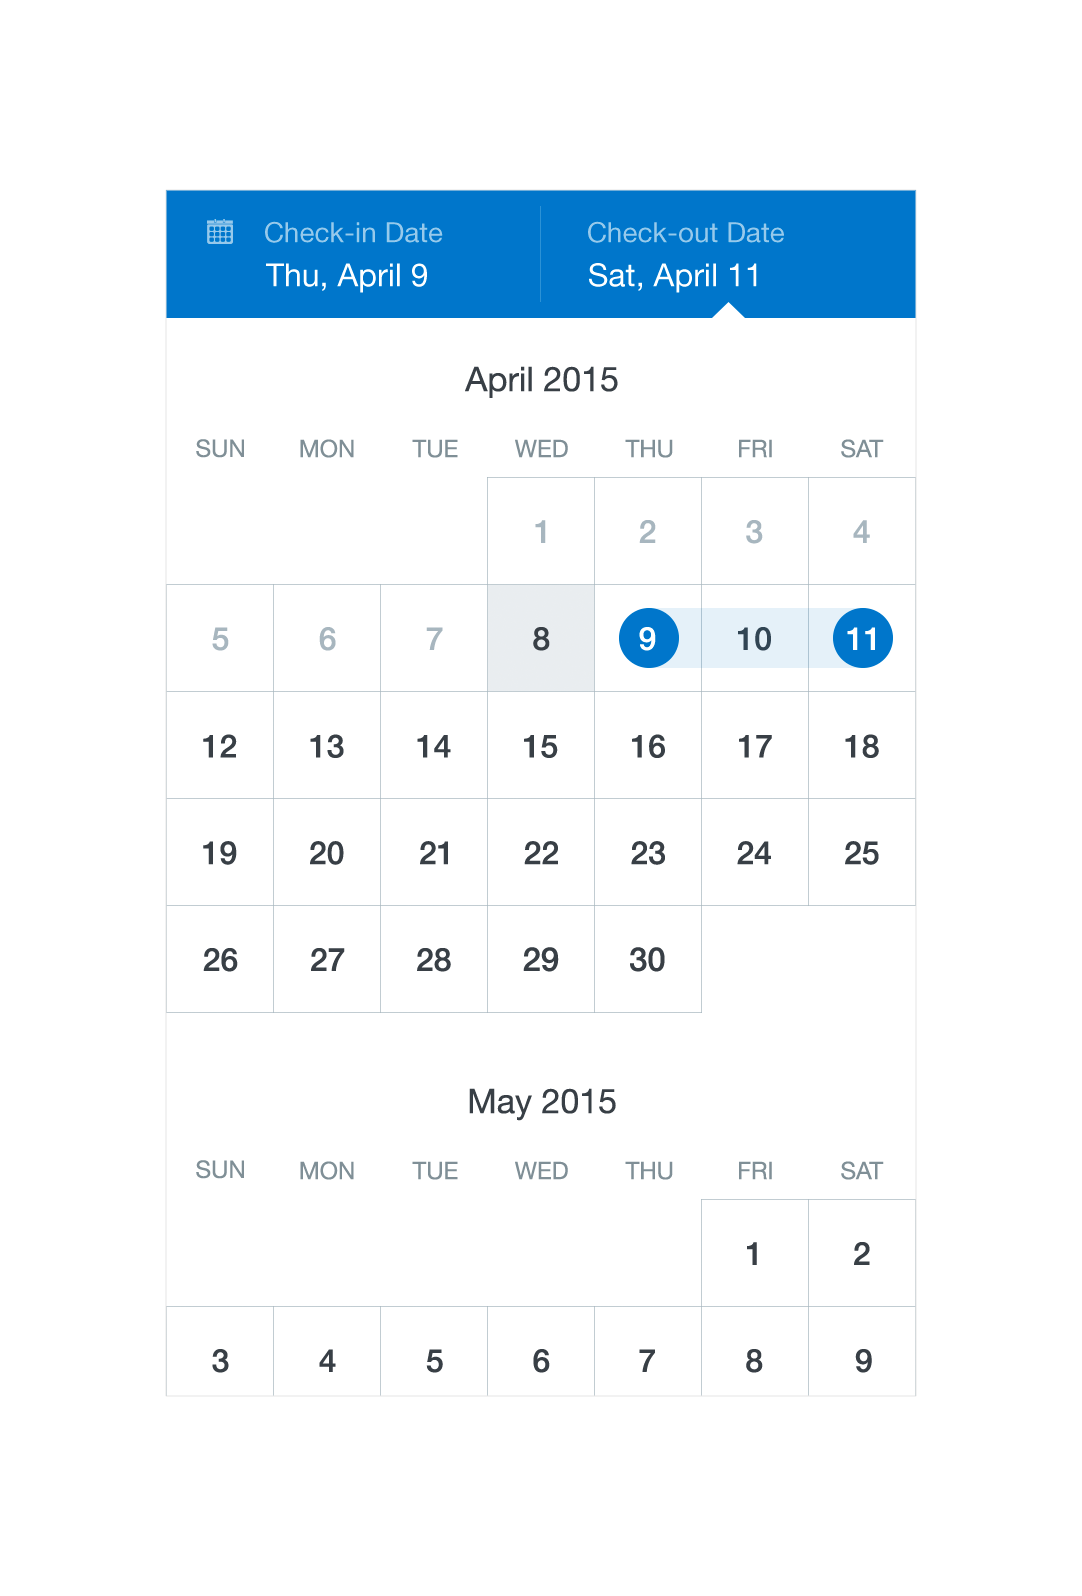 Check-in Date Check-out Date
Thu, April 9 Sat, April 11
April 2015
SUN MON TUE WED THU FRI SAT
1 2 3 4
5 6 7 8 9 10 11
12 13 14 15 16 17 18
19 20 21 22 23 24 25
26 27 28 29 30
May 2015
SUN MON TUE WED THU FRI SAT
1 2
3 4 5 6 7 8 9